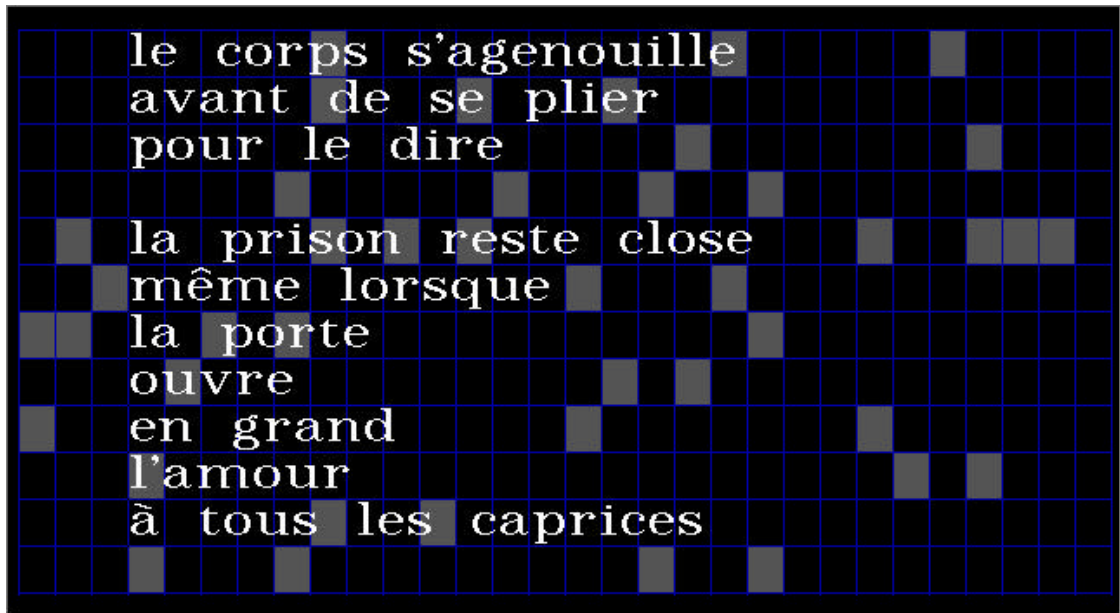 le corps s'agenouille
avant de se plier
pour le dire
la prison reste close
même lorsque
la porte
ouvre
en grand
l'amour
à tous les caprices